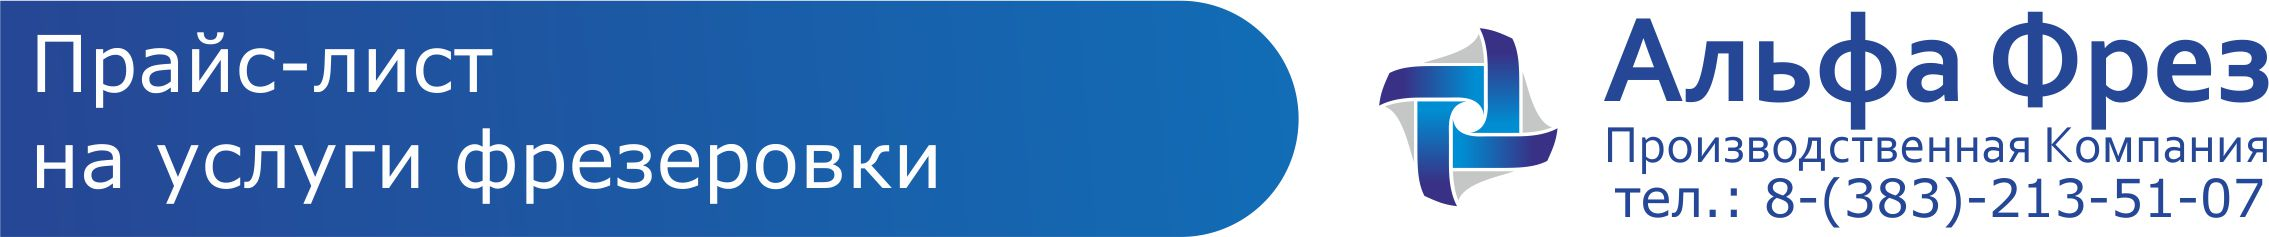 Прайс-лист
на услуги фрезеровки
Альфа Фрез
Производственная Компания
тел.: 8-(383)-213-51-07